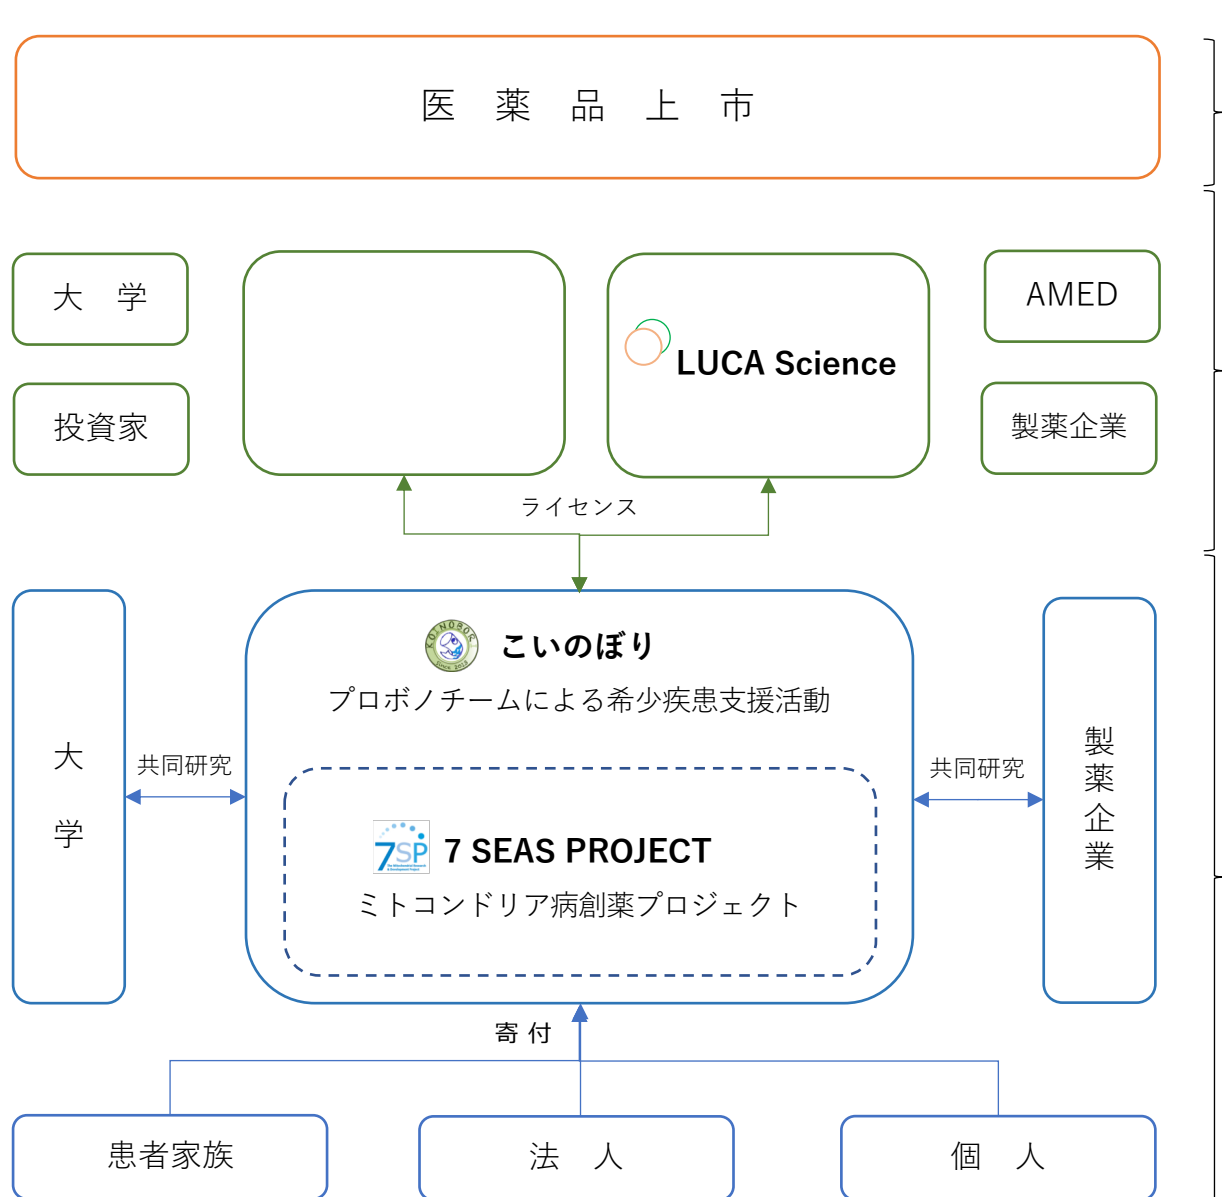 医薬品上市
大 学
AMED
LUCA Science
投資家
製薬企業
ライセンス
KOINOBORI
Since 2013
こいのぼり
プロボノチームによる希少疾患支援活動
大学
共同研究
共同研究
製薬企業
7SP
7 SEAS PROJECT
ミトコンドリア病創薬プロジェクト
寄 付
患者家族
法 人
個 人